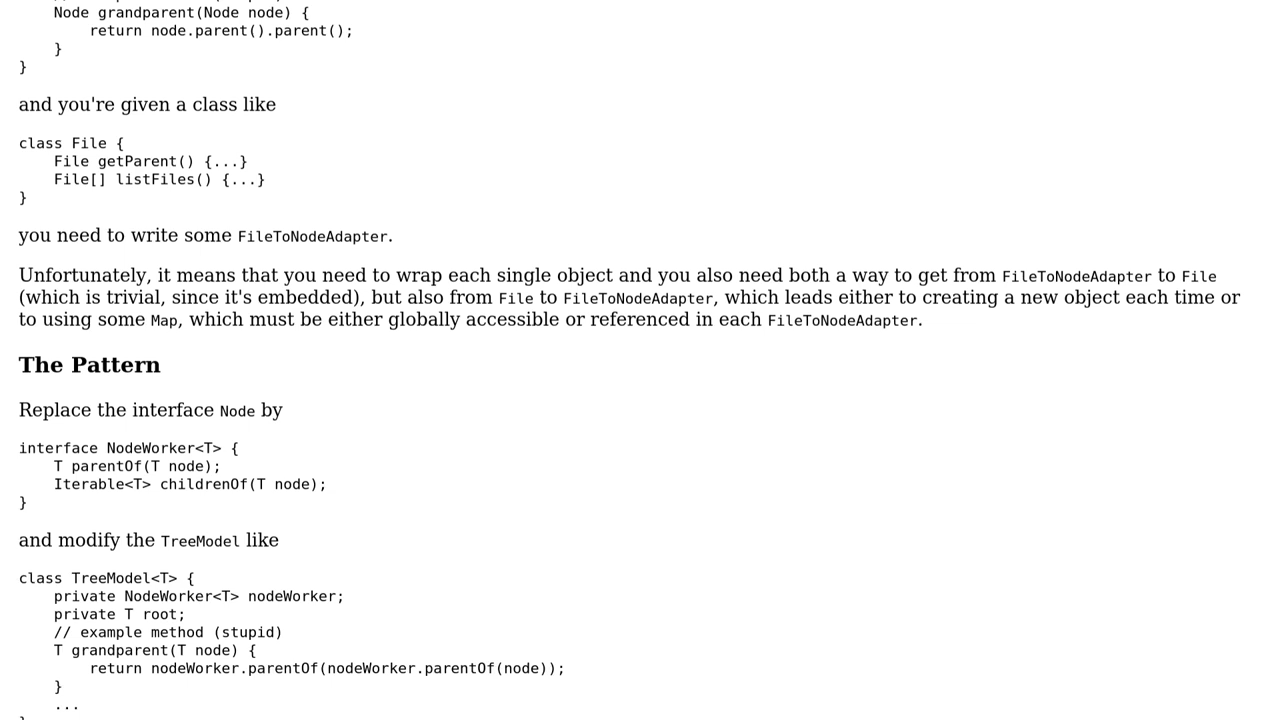 Node grandparent(Node node) {
        return node.parent().parent();
    }
}
and you're given a class like
class File {
    File getParent() {...}
    File[] listFiles() {...}
}
you need to write some FileToNodeAdapter.
Unfortunately, it means that you need to wrap each single object and you also need both a way to get from FileToNodeAdapter to File
(which is trivial, since it's embedded), but also from File to FileToNodeAdapter, which leads either to creating a new object each time or
to using some Map, which must be either globally accessible or referenced in each FileToNodeAdapter.
The Pattern
Replace the interface Node by
interface NodeWorker<T> {
    T parentOf(T node);
    Iterable<T> childrenOf(T node);
}
and modify the TreeModel like
class TreeModel<T> {
    private NodeWorker<T> nodeWorker;
    private T root;
    // example method (stupid)
    T grandparent(T node) {
        return nodeWorker.parentOf(nodeWorker.parentOf(node));
    }
    ...